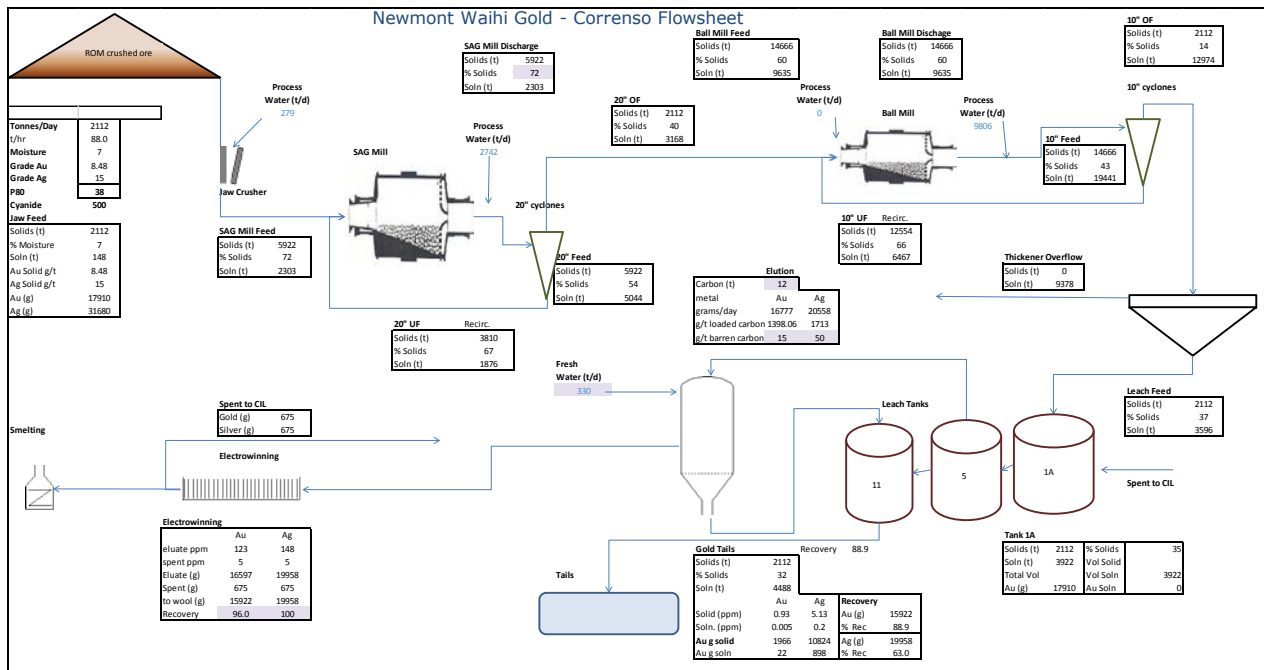 Newmont Waihi Gold - Correnso Flowsheet
ROM crushed ore
Process
Water (t/d)
279
Jaw Crusher
Tonnes/Day 2112
t/hr 88.0
Moisture 7
Grade Au 8.48
Grade Ag 15
P80 38
Cyanide 500
Jaw Feed
Solids (t) 2112
% Moisture 7
Soln (t) 148
Au Solid g/t 8.48
Ag Solid g/t 15
Au (g) 17910
Ag (g) 31680
SAG Mill Discharge
Solids (t) 5922
% Solids 72
Soln (t) 2303
SAG Mill
Process
Water (t/d)
2742
SAG Mill Feed
Solids (t) 5922
% Solids 72
Soln (t) 2303
20" cyclones
20" OF
Solids (t) 2112
% Solids 40
Soln (t) 3168
20" Feed
Solids (t) 5922
% Solids 54
Soln (t) 5044
20" UF Recirc.
Solids (t) 3810
% Solids 67
Soln (t) 1876
Ball Mill Feed
Solids (t) 14666
% Solids 60
Soln (t) 9635
Ball Mill Dischage
Solids (t) 14666
% Solids 60
Soln (t) 9635
Process
Water (t/d)
0
Ball Mill
Process
Water (t/d)
9806
10" OF
Solids (t) 2112
% Solids 14
Soln (t) 12974
10" cyclones
10" Feed
Solids (t) 14666
% Solids 43
Soln (t) 19441
10" UF Recirc.
Solids (t) 12554
% Solids 66
Soln (t) 6467
Thickener Overflow
Solids (t) 0
Soln (t) 9378
Elution
Carbon (t) 12
metal Au Ag
grams/day 16777 20558
g/t loaded carbon 1398.06 1713
g/t barren carbon 15 50
Fresh
Water (t/d)
330
Leach Tanks
11
5
1A
Leach Feed
Solids (t) 2112
% Solids 37
Soln (t) 3596
Spent to CIL
Spent to CIL
Gold (g) 675
Silver (g) 675
Smelting
Electrowinning
Electrowinning
Au Ag
eluate ppm 123 148
spent ppm 5 5
Eluate (g) 16597 19958
Spent (g) 675 675
to wool (g) 15922 19958
Recovery 96.0 100
Tails
Gold Tails Recovery 88.9
Solids (t) 2112
% Solids 32
Soln (t) 4488
Au Ag Recovery
Solid (ppm) 0.93 5.13 Au (g) 15922
Soln. (ppm) 0.005 0.2 % Rec 88.9
Au g solid 1966 10824 Ag (g) 19958
Au g soln 22 898 % Rec 63.0
Tank 1A
Solids (t) 2112 % Solids 35
Soln (t) 3922 Vol Solid
Total Vol Vol Soln 3922
Au (g) 17910 Au Soln 0